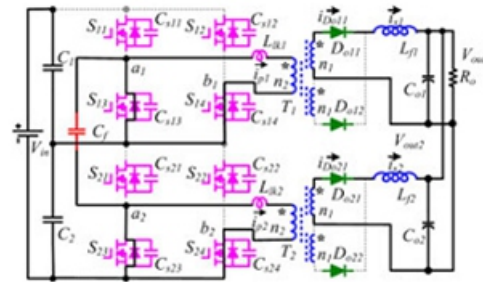 S11 Cs11 S12 Cs12
iDo11 is1
C1 Llk1 Do11 Lf1 Vout
a1 b1 ip1 n2 n1 Ro
S13 Cs13 S14 Cs14 T1 n1 Do12 Co1
Vin Cf
S21 Cs21 S22 Cs22 Vout2
iDo21 is2
C2 Llk2 Do21 Lf2
a2 b2 ip2 n2 n1
S23 Cs23 S24 Cs24 T2 n1 Do22 Co2